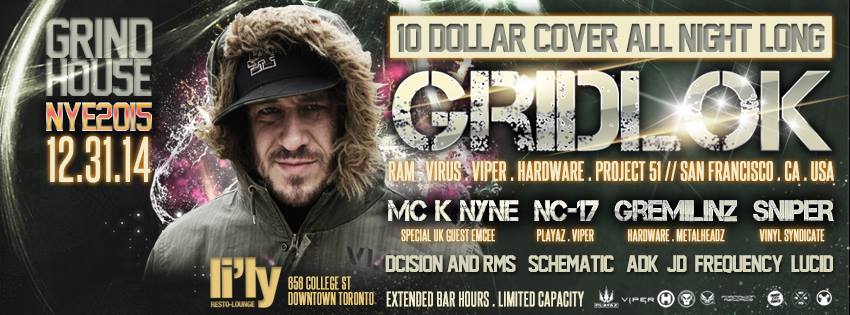 GRIND
HOUSE
NYE2015
12.31.14
10 DOLLAR COVER ALL NIGHT LONG
GRIDLOK
RAM . VIRUS . VIPER . HARDWARE . PROJECT 51 // SAN FRANCISCO . CA . USA
MC K NYNE NC-17 GREMILINZ SNIPER
SPECIAL UK GUEST EMCEE PLAYAZ . VIPER HARDWARE . METALHEADZ VINYL SYNDICATE
DCISION AND RMS SCHEMATIC ADK JD FREQUENCY LUCID
li'ly
RESTO-LOUNGE
656 COLLEGE ST
DOWNTOWN TORONTO
EXTENDED BAR HOURS . LIMITED CAPACITY
PLAYAZ VIPER